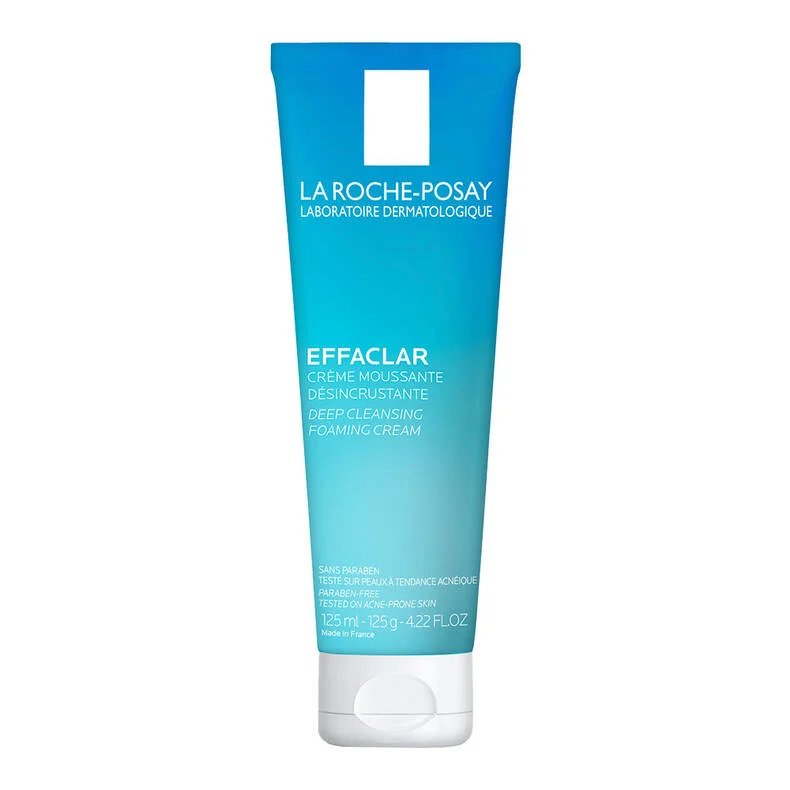 LA ROCHE-POSAY
LABORATOIRE DERMATOLOGIQUE
EFFACLAR
CRÈME MOUSSANTE
DÉSINCRUSTANTE
DEEP CLEANSING
FOAMING CREAM
SANS PARABEN
TESTÉ SUR PEAUX À TENDANCE ACNÉIQUE
PARABEN-FREE
TESTED ON ACNE-PRONE SKIN
125 ml - 125 g - 4.22 FL.OZ
Made in France